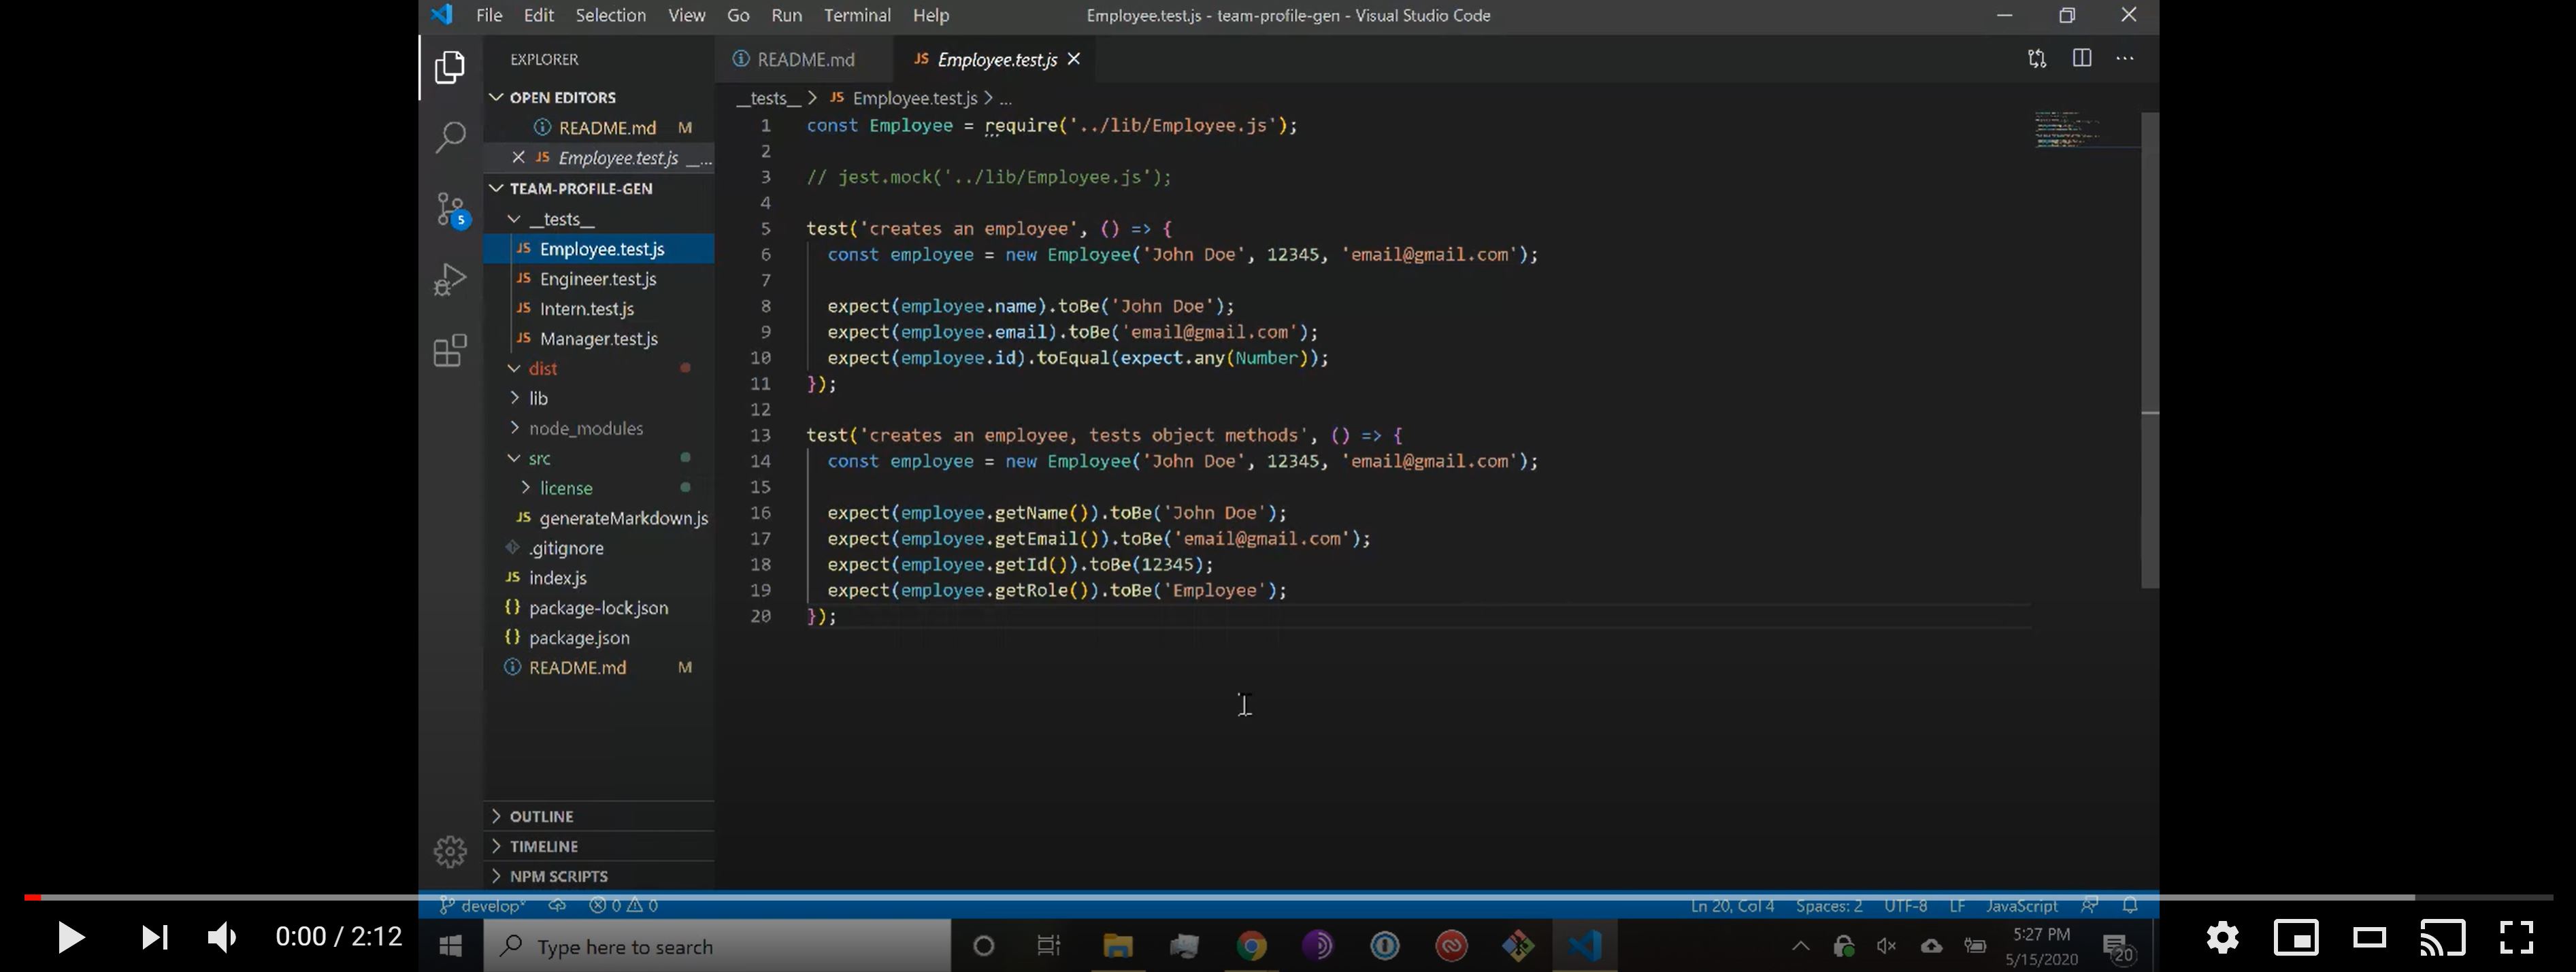 File Edit Selection View Go Run Terminal Help Employee.test.js - team-profile-gen - Visual Studio Code
EXPLORER
OPEN EDITORS
README.md M
Employee.test.js __...
TEAM-PROFILE-GEN
__tests__
JS Employee.test.js
JS Engineer.test.js
JS Intern.test.js
JS Manager.test.js
dist
lib
node_modules
src
license
JS generateMarkdown.js
.gitignore
JS index.js
{} package-lock.json
{} package.json
README.md M
OUTLINE
TIMELINE
NPM SCRIPTS
5
README.md JS Employee.test.js
__tests__ > JS Employee.test.js > ...
1 const Employee = require('../lib/Employee.js');
2
3 // jest.mock('../lib/Employee.js');
4
5 test('creates an employee', () => {
6 const employee = new Employee('John Doe', 12345, 'email@gmail.com');
7
8 expect(employee.name).toBe('John Doe');
9 expect(employee.email).toBe('email@gmail.com');
10 expect(employee.id).toEqual(expect.any(Number));
11 });
12
13 test('creates an employee, tests object methods', () => {
14 const employee = new Employee('John Doe', 12345, 'email@gmail.com');
15
16 expect(employee.getName()).toBe('John Doe');
17 expect(employee.getEmail()).toBe('email@gmail.com');
18 expect(employee.getId()).toBe(12345);
19 expect(employee.getRole()).toBe('Employee');
20 });
develop* 0 0 Ln 20, Col 4 Spaces: 2 UTF-8 LF JavaScript
0:00 / 2:12
Type here to search
5:27 PM
5/15/2020
20